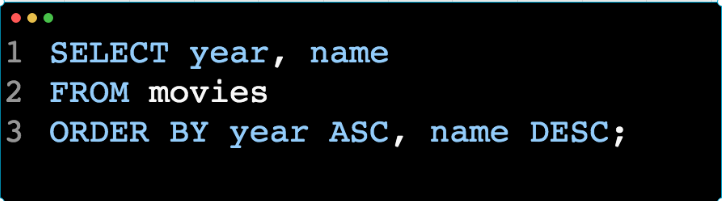 1 SELECT year, name
2 FROM movies
3 ORDER BY year ASC, name DESC;